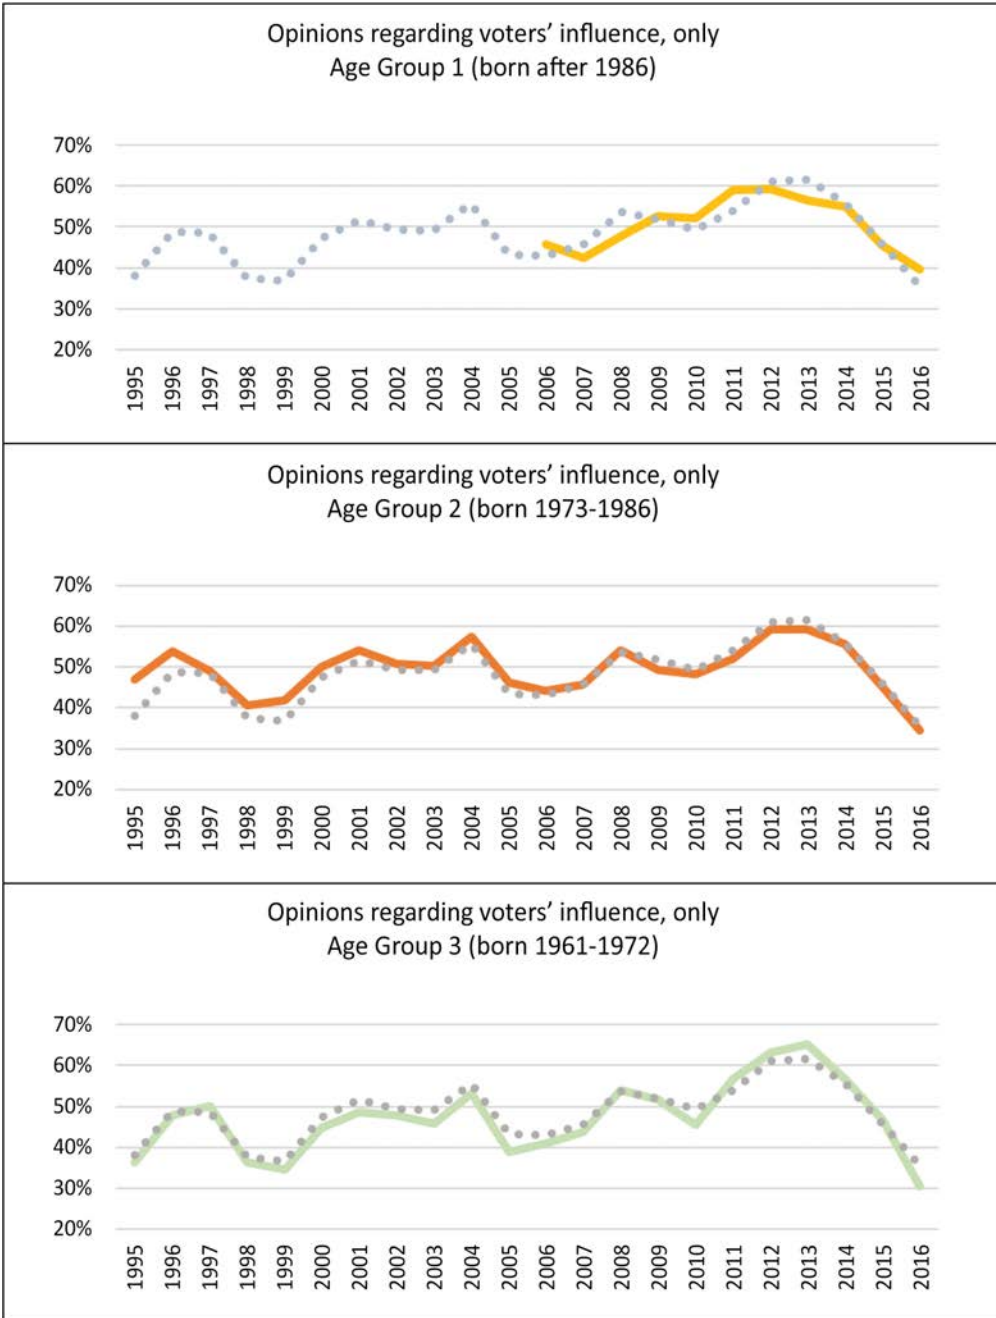 Opinions regarding voters’ influence, only
Age Group 1 (born after 1986)
70%
60%
50%
40%
30%
20%
1995 1996 1997 1998 1999 2000 2001 2002 2003 2004 2005 2006 2007 2008 2009 2010 2011 2012 2013 2014 2015 2016
Opinions regarding voters’ influence, only
Age Group 2 (born 1973-1986)
70%
60%
50%
40%
30%
20%
1995 1996 1997 1998 1999 2000 2001 2002 2003 2004 2005 2006 2007 2008 2009 2010 2011 2012 2013 2014 2015 2016
Opinions regarding voters’ influence, only
Age Group 3 (born 1961-1972)
70%
60%
50%
40%
30%
20%
1995 1996 1997 1998 1999 2000 2001 2002 2003 2004 2005 2006 2007 2008 2009 2010 2011 2012 2013 2014 2015 2016